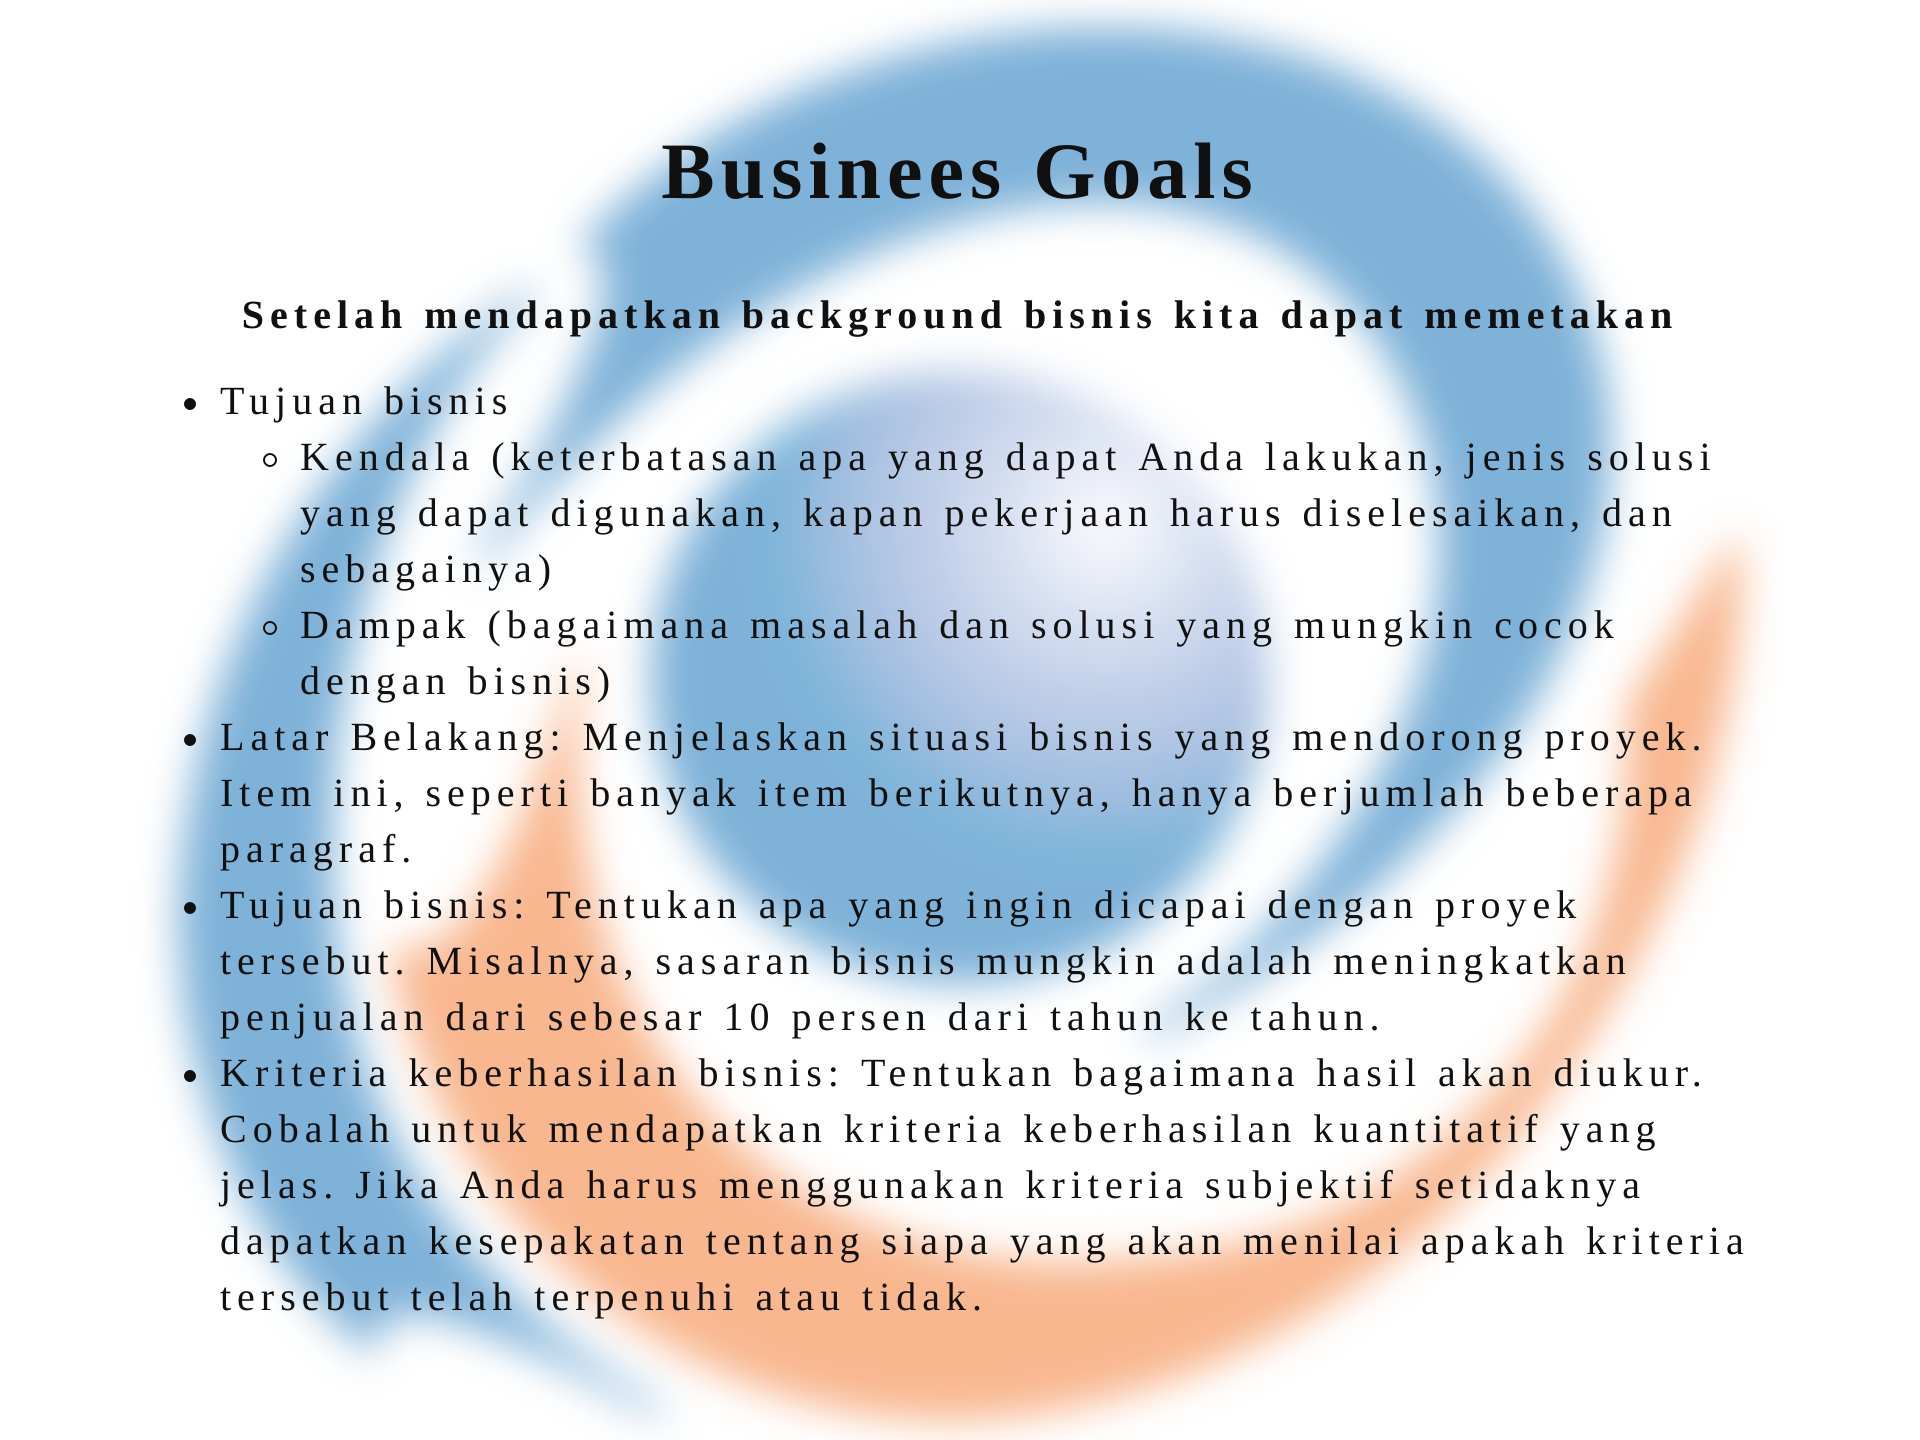 Businees Goals
Setelah mendapatkan background bisnis kita dapat memetakan
Tujuan bisnis
Kendala (keterbatasan apa yang dapat Anda lakukan, jenis solusi
yang dapat digunakan, kapan pekerjaan harus diselesaikan, dan
sebagainya)
Dampak (bagaimana masalah dan solusi yang mungkin cocok
dengan bisnis)
Latar Belakang: Menjelaskan situasi bisnis yang mendorong proyek.
Item ini, seperti banyak item berikutnya, hanya berjumlah beberapa
paragraf.
Tujuan bisnis: Tentukan apa yang ingin dicapai dengan proyek
tersebut. Misalnya, sasaran bisnis mungkin adalah meningkatkan
penjualan dari sebesar 10 persen dari tahun ke tahun.
Kriteria keberhasilan bisnis: Tentukan bagaimana hasil akan diukur.
Cobalah untuk mendapatkan kriteria keberhasilan kuantitatif yang
jelas. Jika Anda harus menggunakan kriteria subjektif setidaknya
dapatkan kesepakatan tentang siapa yang akan menilai apakah kriteria
tersebut telah terpenuhi atau tidak.